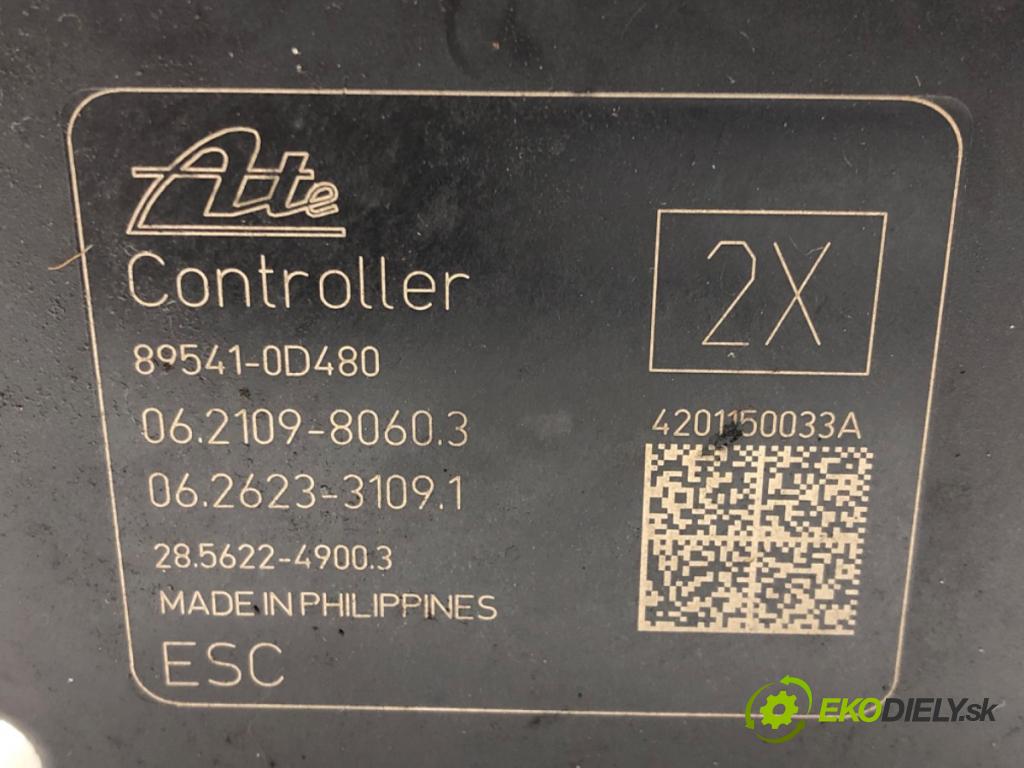 Ate
Controller
89541-0D480
06.2109-8060.3
06.2623-3109.1
28.5622-4900.3
MADE IN PHILIPPINES
ESC
2X
4201150033A
EKODIELY.sk